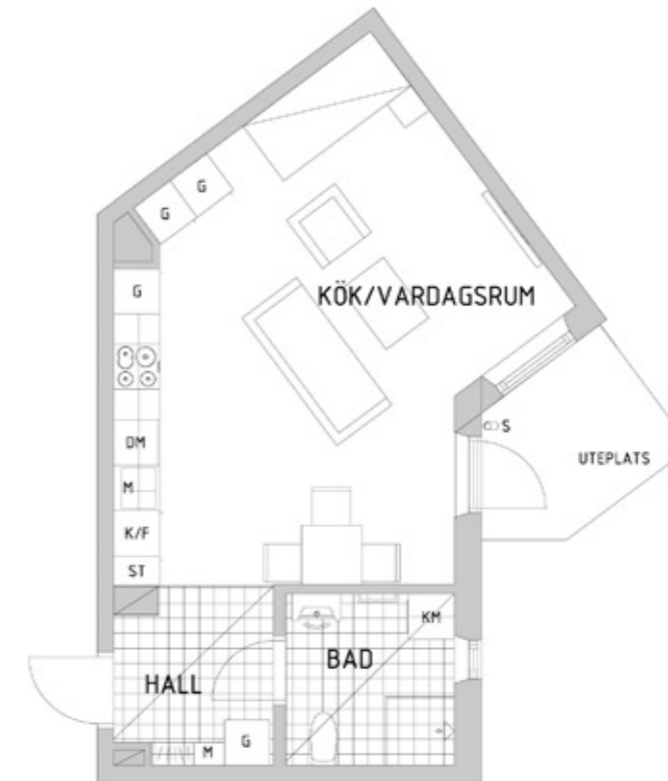 G
G
G
KÖK/VARDAGSRUM
S
DM
UTEPLATS
M
K/F
ST
KM
BAD
HALL
G
M